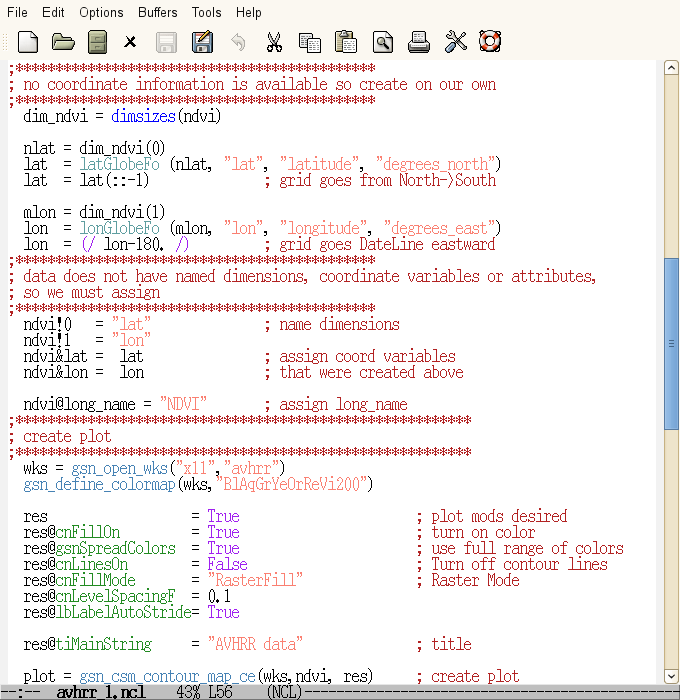 File Edit Options Buffers Tools Help
;*********************************************
; no coordinate information is available so create on our own
;*********************************************
  dim_ndvi = dimsizes(ndvi)

  nlat = dim_ndvi(0)
  lat  = latGlobeFo (nlat, "lat", "latitude", "degrees_north")
  lat  = lat(::-1)              ; grid goes from North->South

  mlon = dim_ndvi(1)
  lon  = lonGlobeFo (mlon, "lon", "longitude", "degrees_east")
  lon  = (/ lon-180. /)         ; grid goes DateLine eastward
;*********************************************
; data does not have named dimensions, coordinate variables or attributes,
; so we must assign
;*********************************************
  ndvi!0   = "lat"              ; name dimensions
  ndvi!1   = "lon"
  ndvi&lat =  lat               ; assign coord variables
  ndvi&lon =  lon               ; that were created above

  ndvi@long_name = "NDVI"       ; assign long_name
;*********************************************************
; create plot
;*********************************************************
  wks = gsn_open_wks("x11","avhrr")
  gsn_define_colormap(wks,"BlAqGrYeOrReVi200")

  res                  = True                      ; plot mods desired
  res@cnFillOn         = True                      ; turn on color
  res@gsnSpreadColors  = True                      ; use full range of colors
  res@cnLinesOn        = False                     ; Turn off contour lines
  res@cnFillMode       = "RasterFill"              ; Raster Mode
  res@cnLevelSpacingF  = 0.1
  res@lbLabelAutoStride= True

  res@tiMainString     = "AVHRR data"              ; title

  plot = gsn_csm_contour_map_ce(wks,ndvi, res)     ; create plot
--:--  avhrr_1.ncl    43% L56    (NCL)------------------------------------------